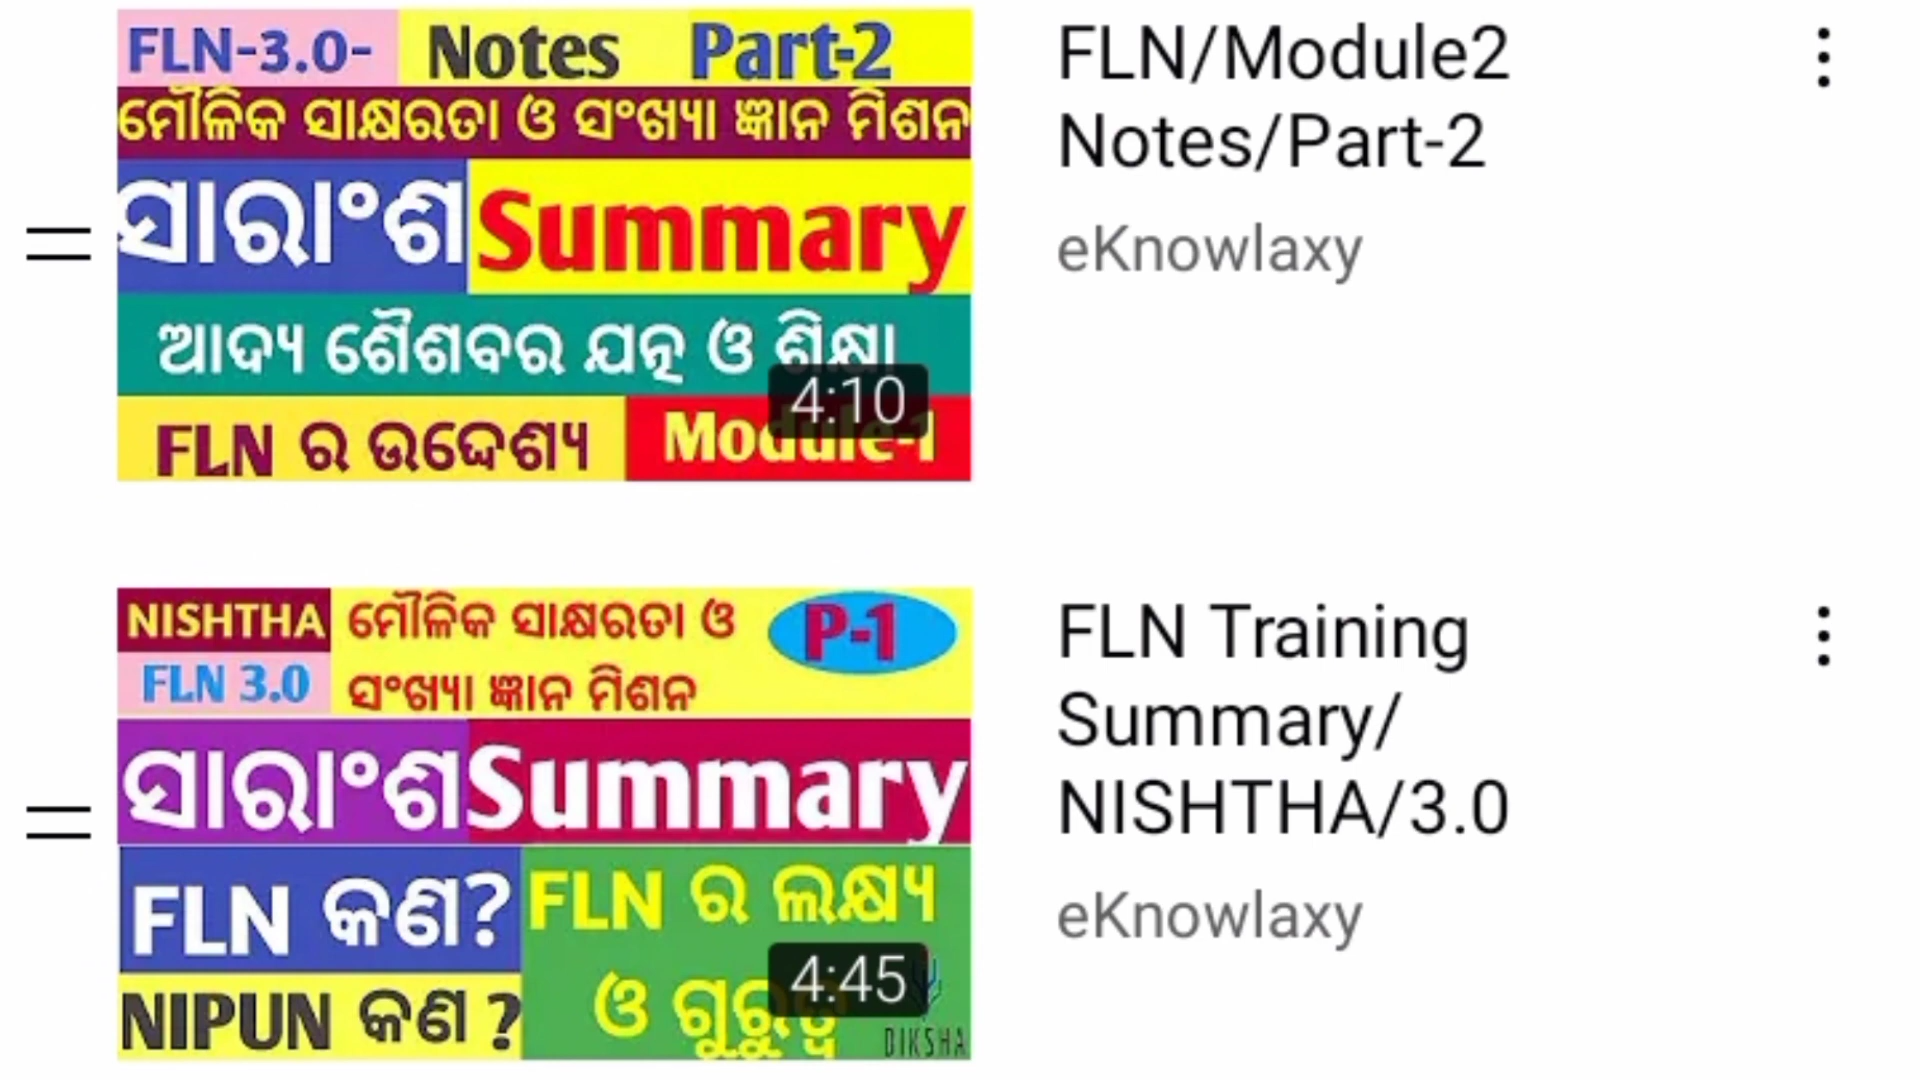 FLN-3.0- Notes Part-2
ମୌଳିକ ସାକ୍ଷରତା ଓ ସଂଖ୍ୟା ଜ୍ଞାନ ମିଶନ
ସାରାଂଶ Summary
ଆଦ୍ୟ ଶୈଶବର ଯତ୍ନ ଓ ଶିକ୍ଷା
4:10
FLN ର ଉଦ୍ଦେଶ୍ୟ Module-1
FLN/Module2
Notes/Part-2
eKnowlaxy
NISHTHA ମୌଳିକ ସାକ୍ଷରତା ଓ P-1
FLN 3.0 ସଂଖ୍ୟା ଜ୍ଞାନ ମିଶନ
ସାରାଂଶ Summary
FLN କଣ? FLN ର ଲକ୍ଷ୍ୟ
ଓ ଗୁରୁତ୍ୱ
4:45
NIPUN କଣ ?
DIKSHA
FLN Training
Summary/
NISHTHA/3.0
eKnowlaxy